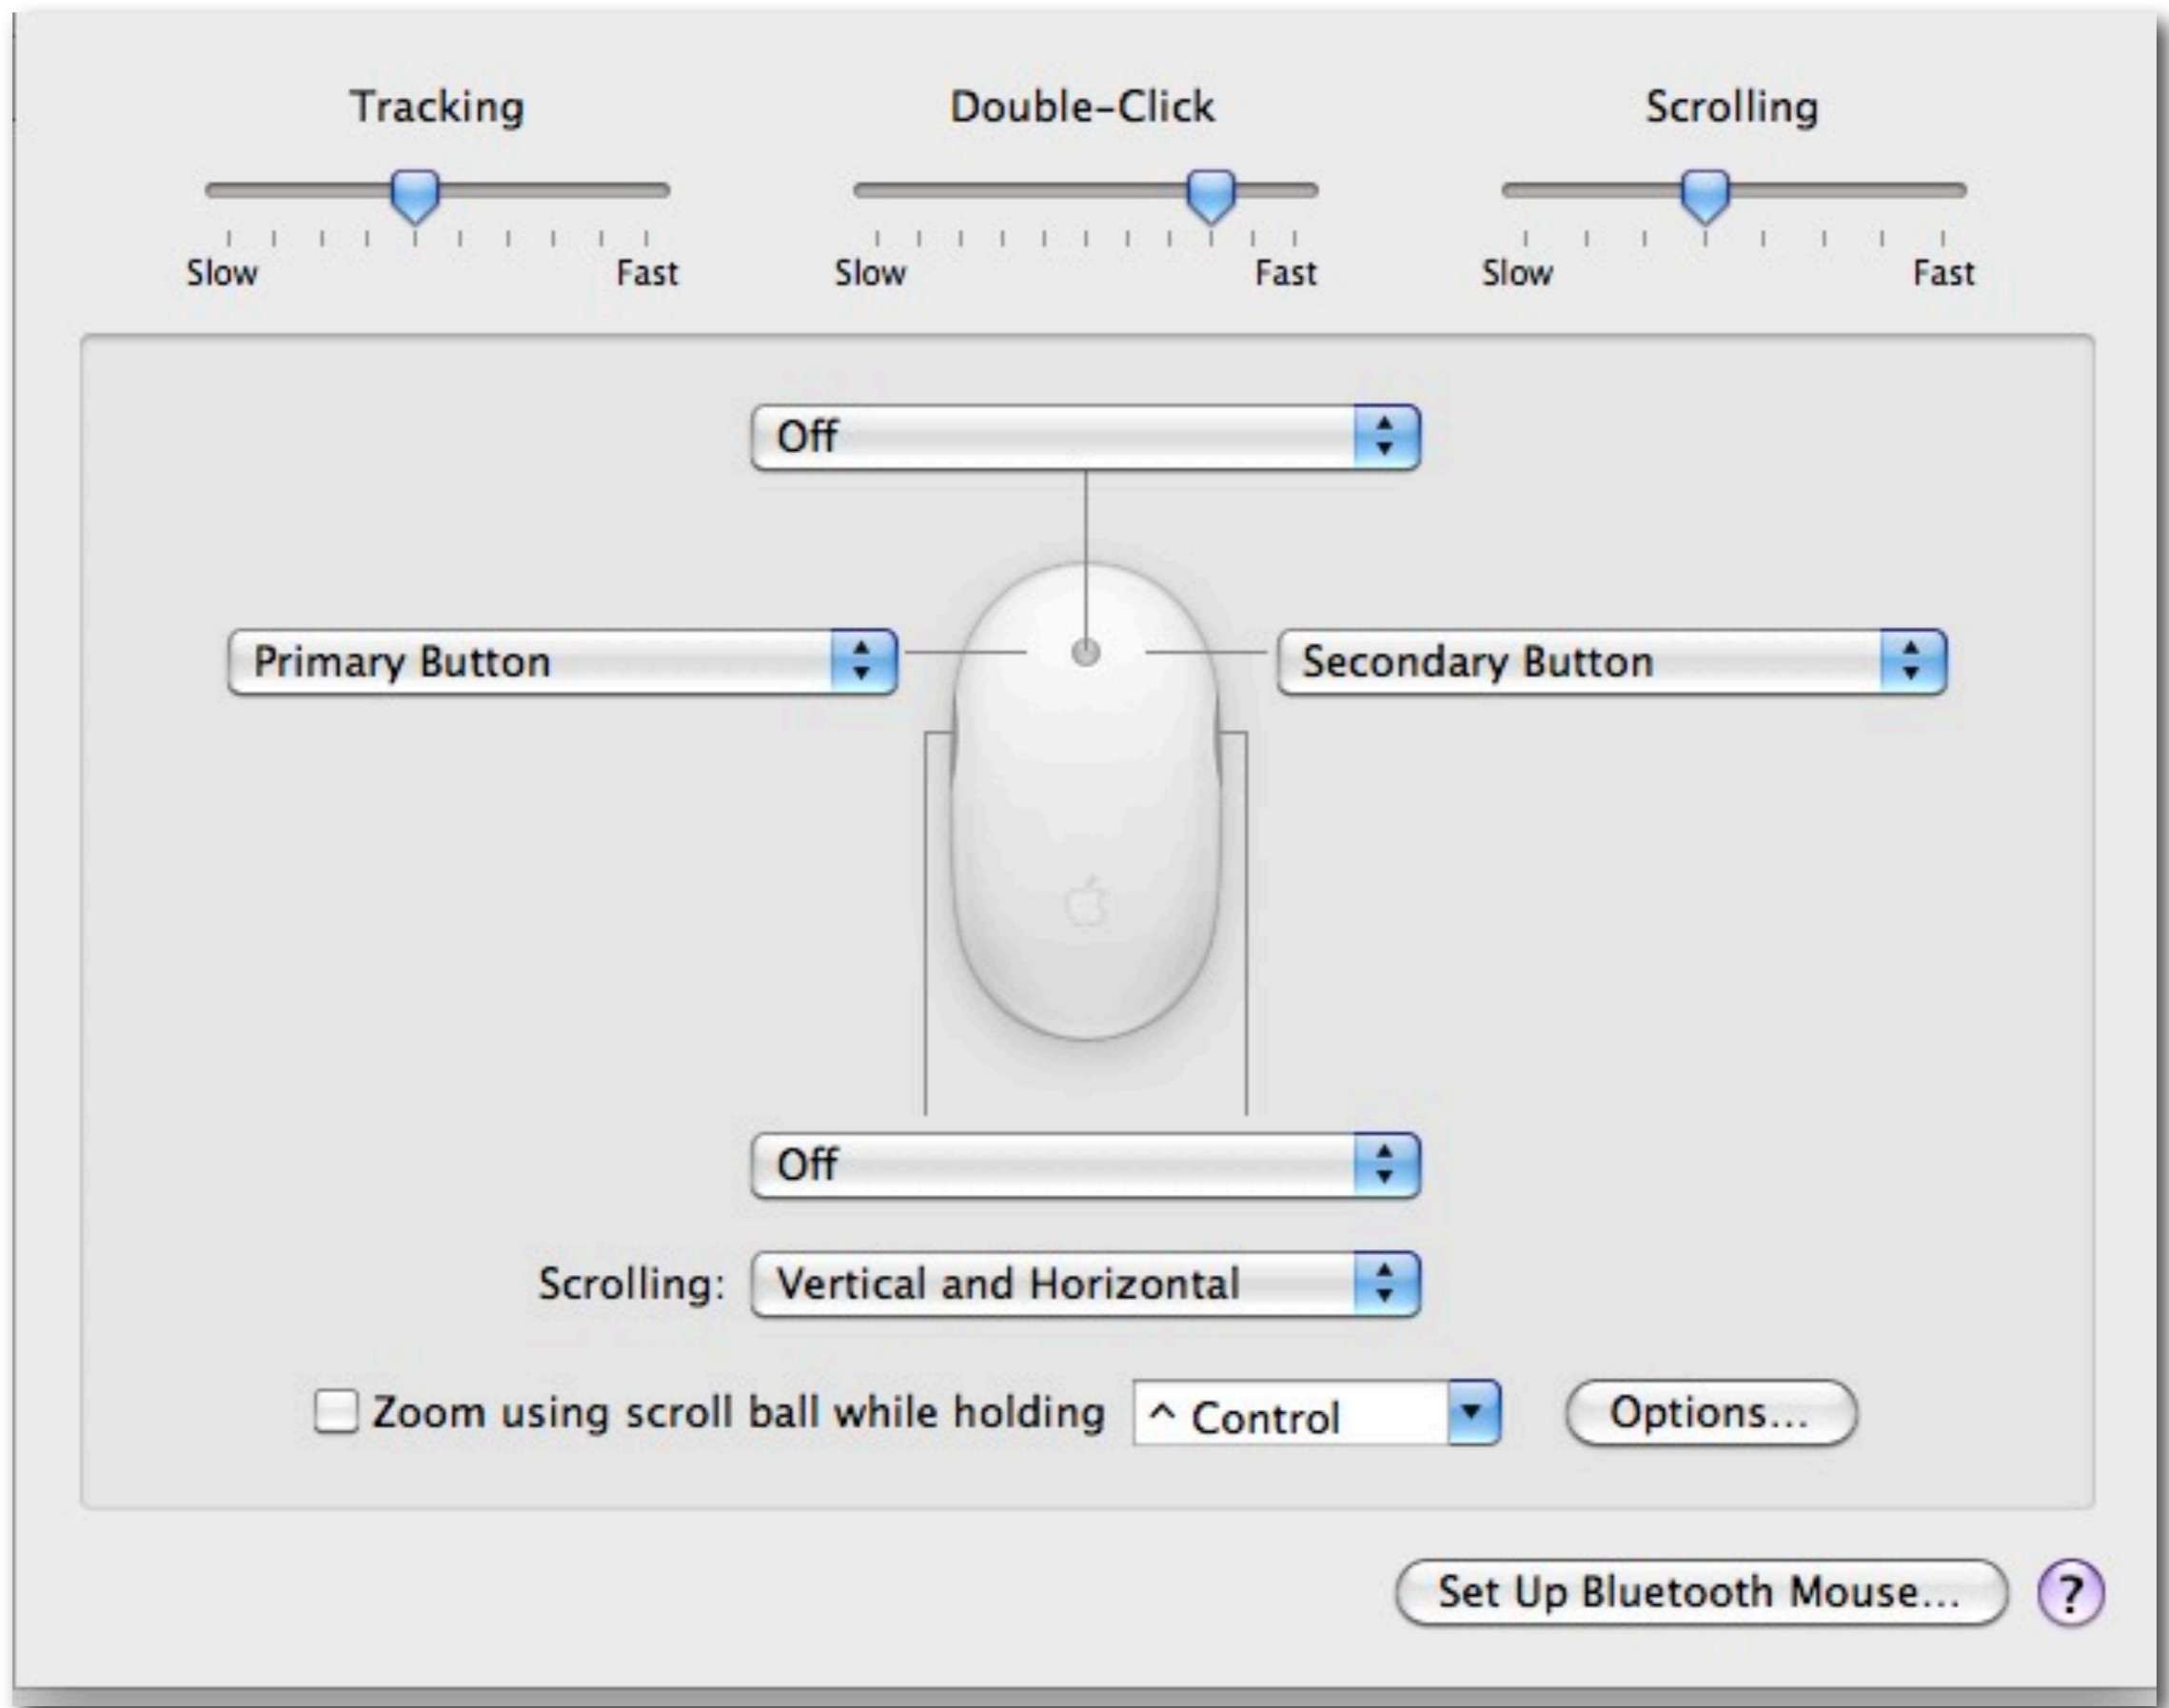 Tracking Double-Click Scrolling
Slow Fast Slow Fast Slow Fast
Off
Primary Button Secondary Button
Off
Scrolling: Vertical and Horizontal
Zoom using scroll ball while holding ^ Control Options...
Set Up Bluetooth Mouse... ?